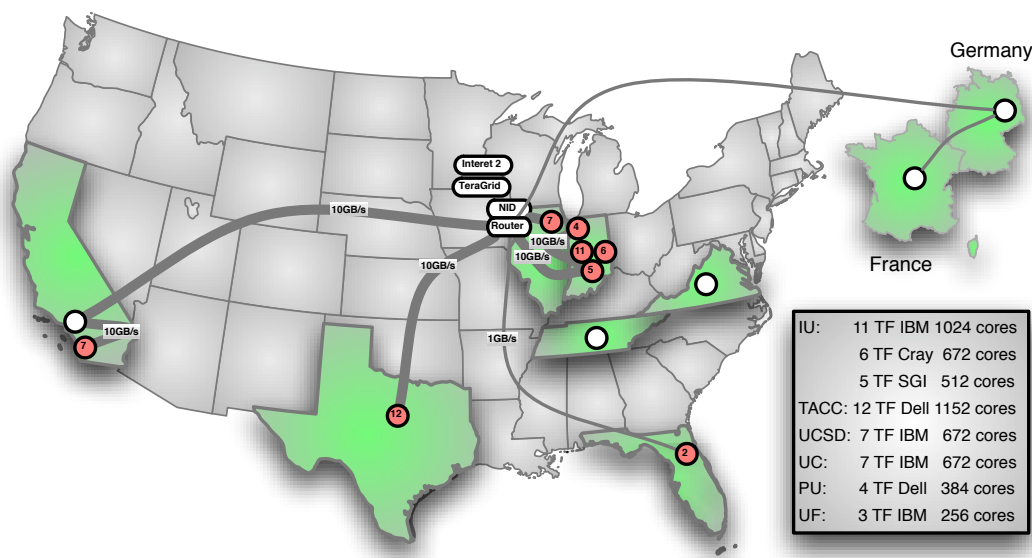 Germany
France
Interet 2
TeraGrid
NID
Router
10GB/s
7
4
10GB/s
11
6
10GB/s
5
10GB/s
10GB/s
7
1GB/s
12
2
IU: 11 TF IBM 1024 cores
6 TF Cray 672 cores
5 TF SGI 512 cores
TACC: 12 TF Dell 1152 cores
UCSD: 7 TF IBM 672 cores
UC: 7 TF IBM 672 cores
PU: 4 TF Dell 384 cores
UF: 3 TF IBM 256 cores